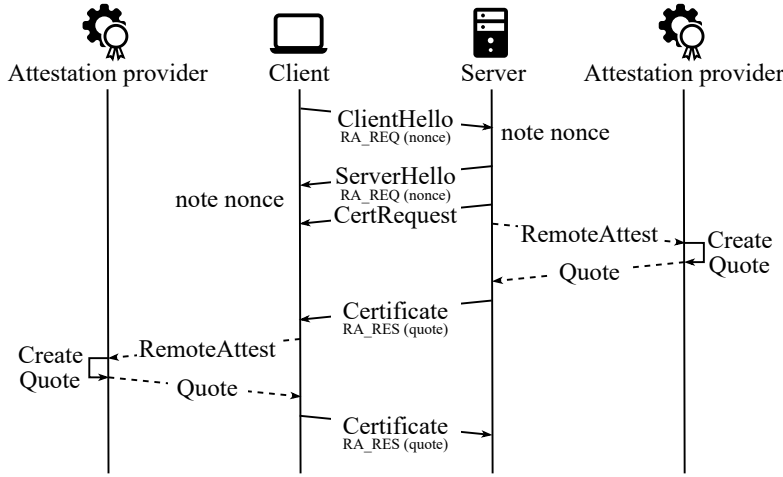 Attestation provider
Client
Server
Attestation provider
ClientHello
RA_REQ (nonce)
note nonce
ServerHello
RA_REQ (nonce)
note nonce
CertRequest
RemoteAttest
Create
Quote
Quote
Certificate
RA_RES (quote)
RemoteAttest
Create
Quote
Quote
Certificate
RA_RES (quote)